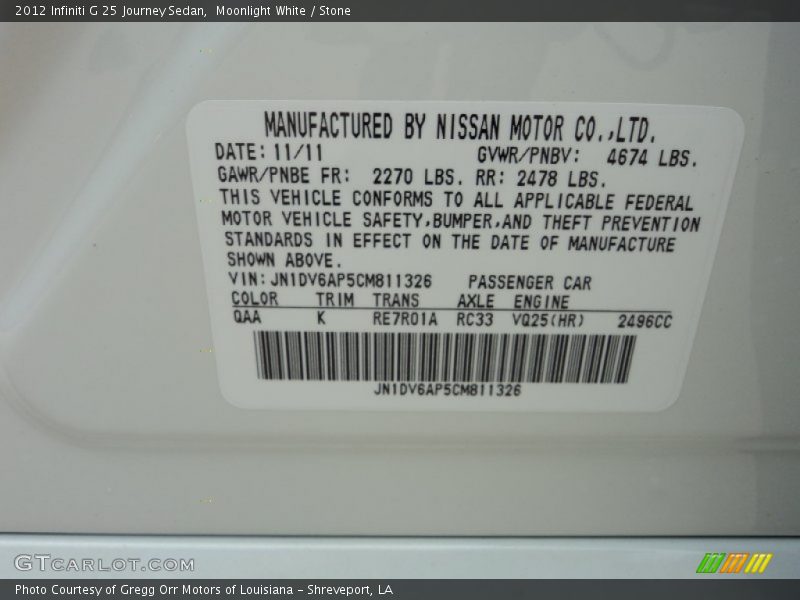 2012 Infiniti G 25 Journey Sedan,  Moonlight White / Stone
MANUFACTURED BY NISSAN MOTOR CO.,LTD.
DATE: 11/11 GVWR/PNBV: 4674 LBS.
GAWR/PNBE FR: 2270 LBS. RR: 2478 LBS.
THIS VEHICLE CONFORMS TO ALL APPLICABLE FEDERAL
MOTOR VEHICLE SAFETY,BUMPER,AND THEFT PREVENTION
STANDARDS IN EFFECT ON THE DATE OF MANUFACTURE
SHOWN ABOVE.
VIN: JN1DV6AP5CM811326 PASSENGER CAR
COLOR TRIM TRANS AXLE ENGINE
QAA K RE7R01A RC33 VQ25(HR) 2496CC
JN1DV6AP5CM811326
GTCARLOT.COM
Photo Courtesy of Gregg Orr Motors of Louisiana - Shreveport, LA